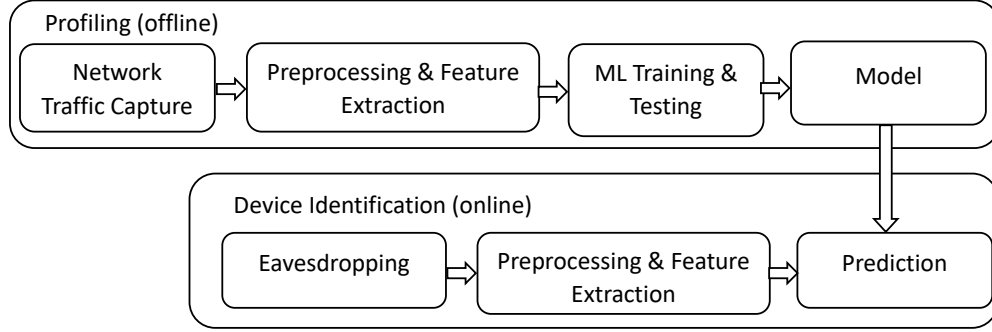 Profiling (offline)
Network
Traffic Capture
Preprocessing & Feature
Extraction
ML Training &
Testing
Model
Device Identification (online)
Eavesdropping
Preprocessing & Feature
Extraction
Prediction